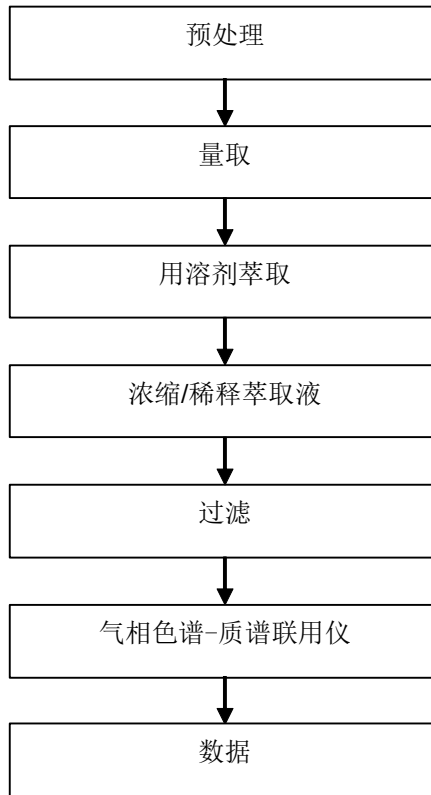 预处理
量取
用溶剂萃取
浓缩/稀释萃取液
过滤
气相色谱-质谱联用仪
数据